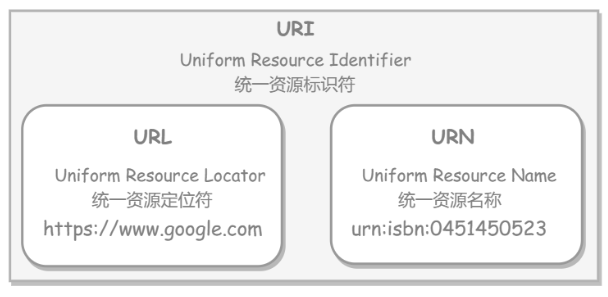 URI
Uniform Resource Identifier
统一资源标识符
URL
Uniform Resource Locator
统一资源定位符
https://www.google.com
URN
Uniform Resource Name
统一资源名称
urn:isbn:0451450523